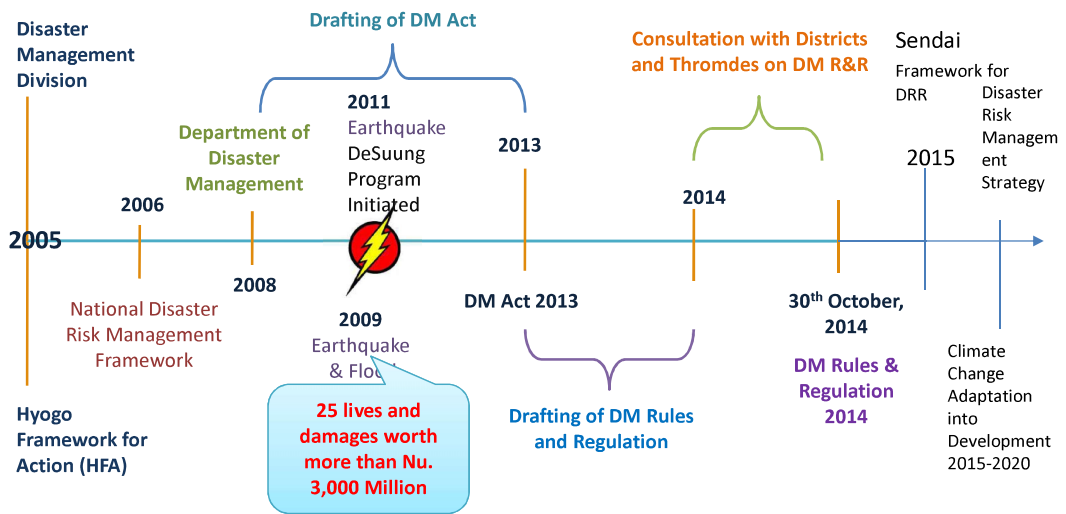 Disaster
Management
Division
Drafting of DM Act
Consultation with Districts
and Thromdes on DM R&R
Sendai
Framework for
DRR
Disaster
Risk
Managem
ent
Strategy
2011
Earthquake
DeSuung
Program
Initiated
Department of
Disaster
Management
2013
2015
2006
2014
2005
2008
National Disaster
Risk Management
Framework
DM Act 2013
30th October,
2014
2009
Earthquake
& Flood
25 lives and
damages worth
more than Nu.
3,000 Million
DM Rules &
Regulation
2014
Climate
Change
Adaptation
into
Development
2015-2020
Hyogo
Framework for
Action (HFA)
Drafting of DM Rules
and Regulation